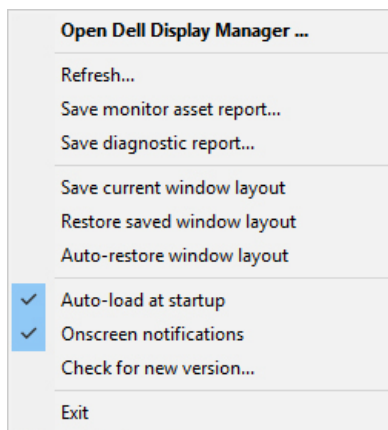 Open Dell Display Manager ...
Refresh...
Save monitor asset report...
Save diagnostic report...
Save current window layout
Restore saved window layout
Auto-restore window layout
Auto-load at startup
Onscreen notifications
Check for new version...
Exit